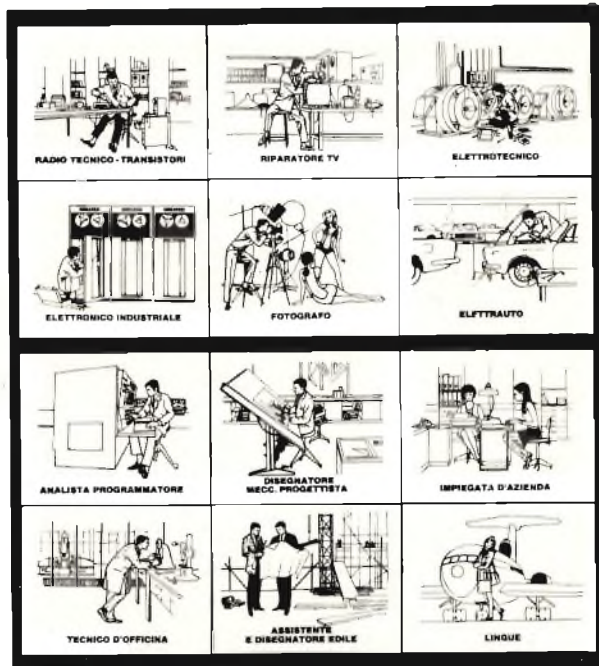 RADIO TECNICO - TRANSISTORI
RIPARATORE TV
ELETTROTECNICO
ELETTRONICO INDUSTRIALE
FOTOGRAFO
ELETTRAUTO
ANALISTA PROGRAMMATORE
DISEGNATORE
MECC. PROGETTISTA
IMPIEGATA D'AZIENDA
TECNICO D'OFFICINA
ASSISTENTE
E DISEGNATORE EDILE
LINGUE